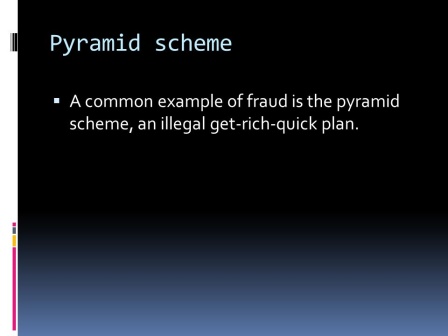 Pyramid scheme
▪ A common example of fraud is the pyramid
scheme, an illegal get-rich-quick plan.